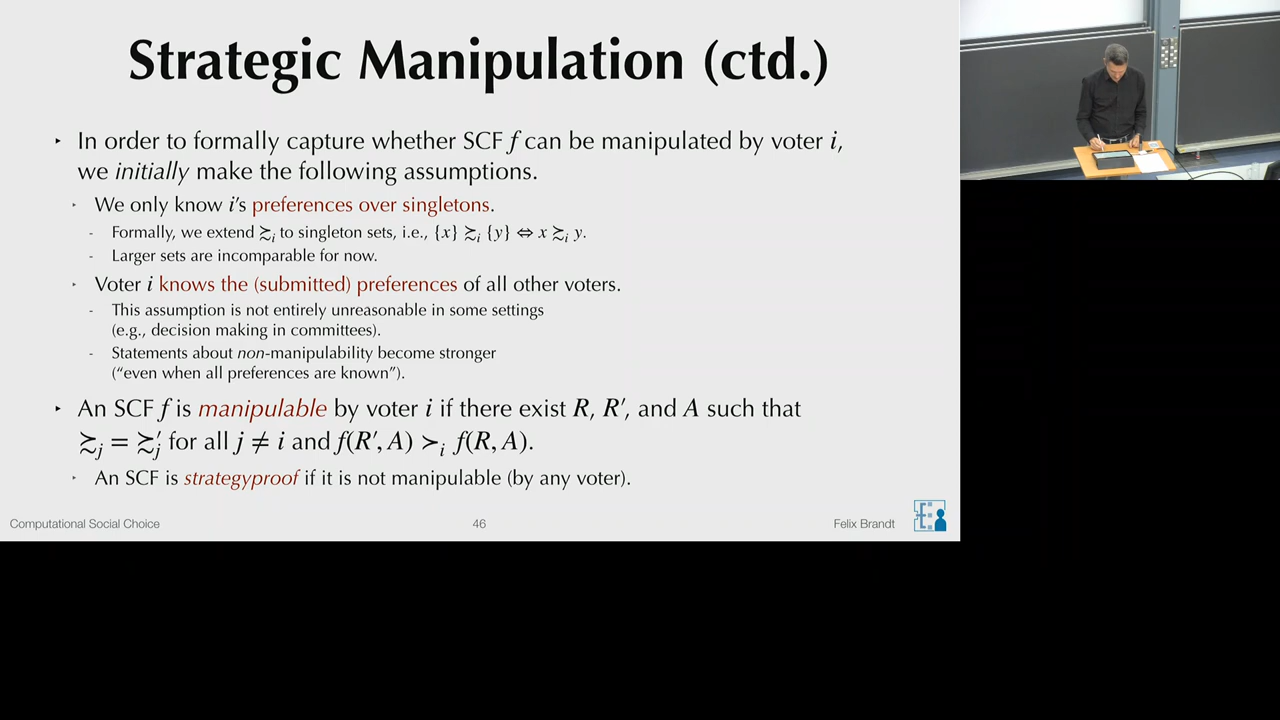 Strategic Manipulation (ctd.)
‣ In order to formally capture whether SCF f can be manipulated by voter i,
we initially make the following assumptions.
‣ We only know i's preferences over singletons.
- Formally, we extend ≿ᵢ to singleton sets, i.e., {x} ≿ᵢ {y} ⇔ x ≿ᵢ y.
- Larger sets are incomparable for now.
‣ Voter i knows the (submitted) preferences of all other voters.
- This assumption is not entirely unreasonable in some settings
(e.g., decision making in committees).
- Statements about non-manipulability become stronger
(“even when all preferences are known”).
‣ An SCF f is manipulable by voter i if there exist R, R′, and A such that
≿ⱼ = ≿ⱼ′ for all j ≠ i and f(R′, A) ≻ᵢ f(R, A).
‣ An SCF is strategyproof if it is not manipulable (by any voter).
Computational Social Choice
46
Felix Brandt